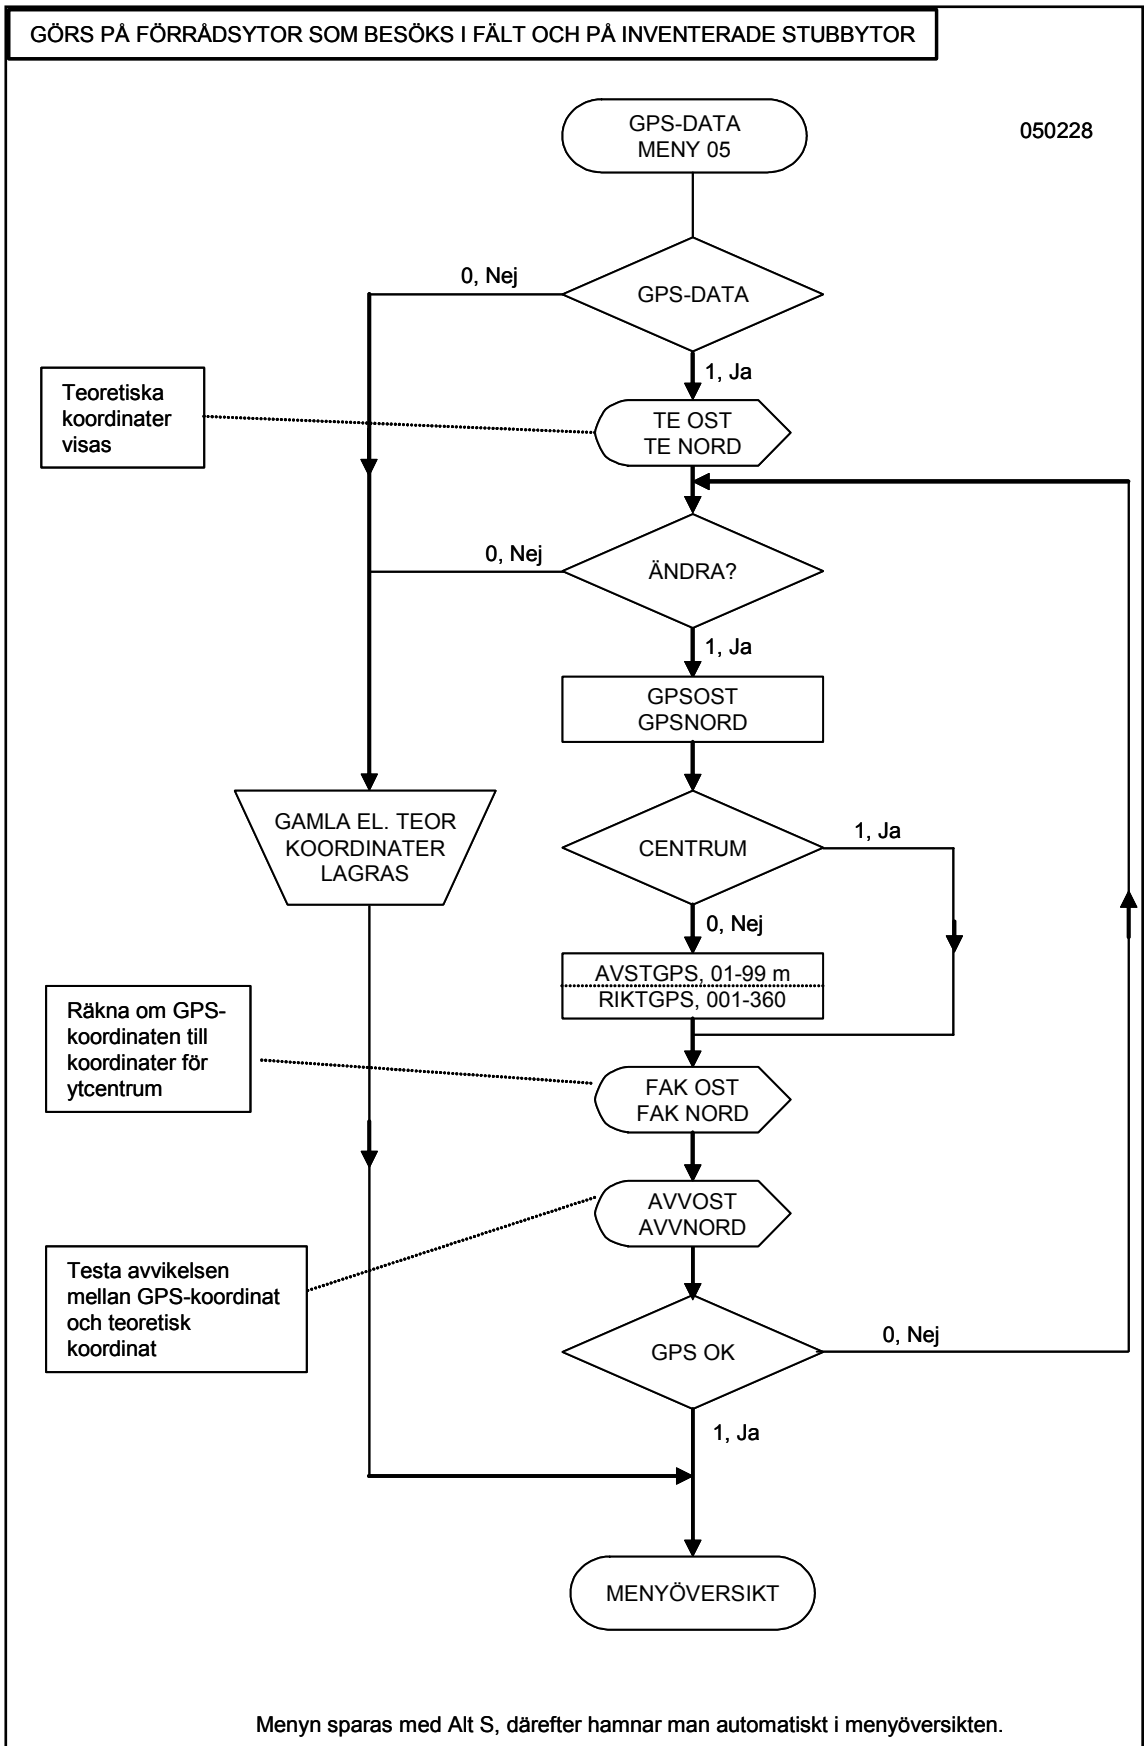 GÖRS PÅ FÖRRÅDSYTOR SOM BESÖKS I FÄLT OCH PÅ INVENTERADE STUBBYTOR
GPS-DATA
MENY 05
050228
0, Nej
GPS-DATA
1, Ja
Teoretiska
koordinater
visas
TE OST
TE NORD
0, Nej
ÄNDRA?
1, Ja
GPSOST
GPSNORD
GAMLA EL. TEOR
KOORDINATER
LAGRAS
CENTRUM
1, Ja
0, Nej
AVSTGPS, 01-99 m
RIKTGPS, 001-360
Räkna om GPS-
koordinaten till
koordinater för
ytcentrum
FAK OST
FAK NORD
AVVOST
AVVNORD
Testa avvikelsen
mellan GPS-koordinat
och teoretisk
koordinat
GPS OK
0, Nej
1, Ja
MENYÖVERSIKT
Menyn sparas med Alt S, därefter hamnar man automatiskt i menyöversikten.